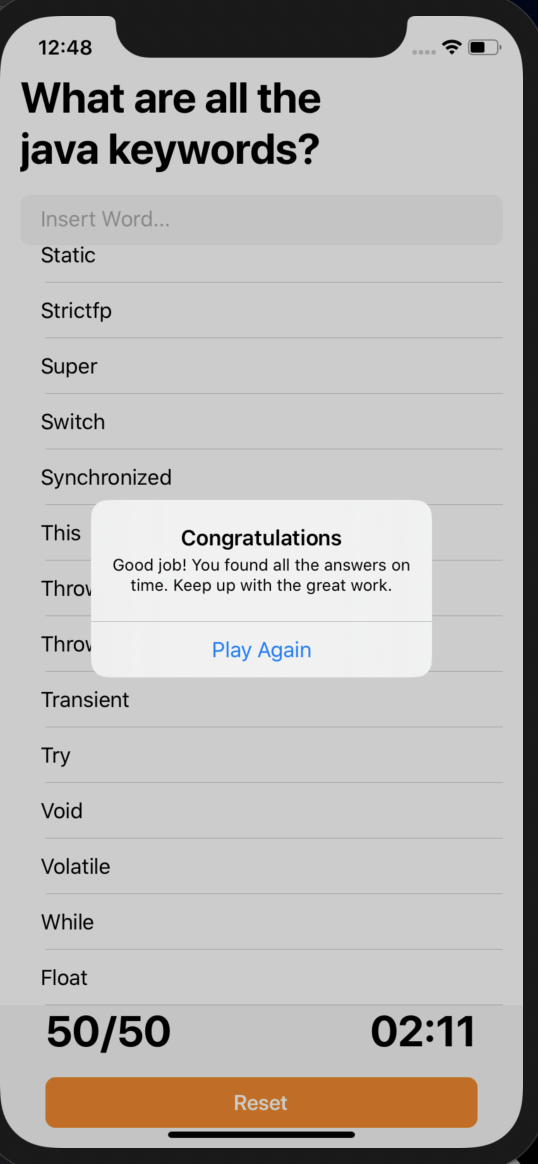 12:48
What are all the
java keywords?
Insert Word...
Static
Strictfp
Super
Switch
Synchronized
This
Congratulations
Good job! You found all the answers on
time. Keep up with the great work.
Play Again
Transient
Try
Void
Volatile
While
Float
50/50 02:11
Reset